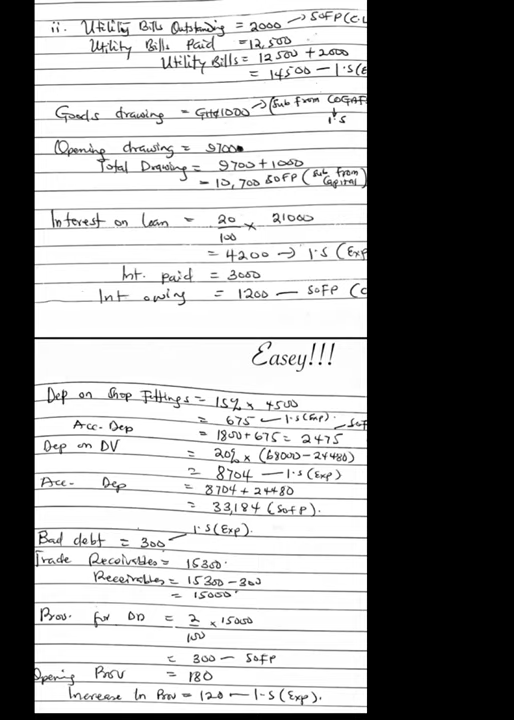 ii. Utility Bills Outstanding = 2000 → SOFP (C.L
Utility Bills Paid = 12,500
Utility Bills = 12500 + 2000
= 14500 — I.S (E
Goods drawing = GH¢1000 → (Sub from COGAFS
↓
I.S
Opening drawing = 9700
Total Drawing = 9700 + 1000
= 10,700 SOFP (Sub from Capital)
Interest on loan = 20/100 × 21000
= 4200 → I.S (Exp
Int. paid = 3000
Int owing = 1200 — SOFP (C
Easey!!!
Dep on Shop Fittings = 15% × 4500
= 675 — I.S (Exp).
Acc. Dep = 1800 + 675 = 2475 — SOF
Dep on DV = 20% × (68000 - 24480)
= 8704 — I.S (Exp)
Acc- Dep = 8704 + 24480
= 33,184 (SOFP).
Bad debt = 300 — I.S (Exp).
Trade Receivables = 15300.
Receivables = 15300 - 300
= 15000
Prov. for DD = 2/100 × 15000
= 300 — SOFP
Opening Prov = 180
Increase In Prov = 120 — I.S (Exp).